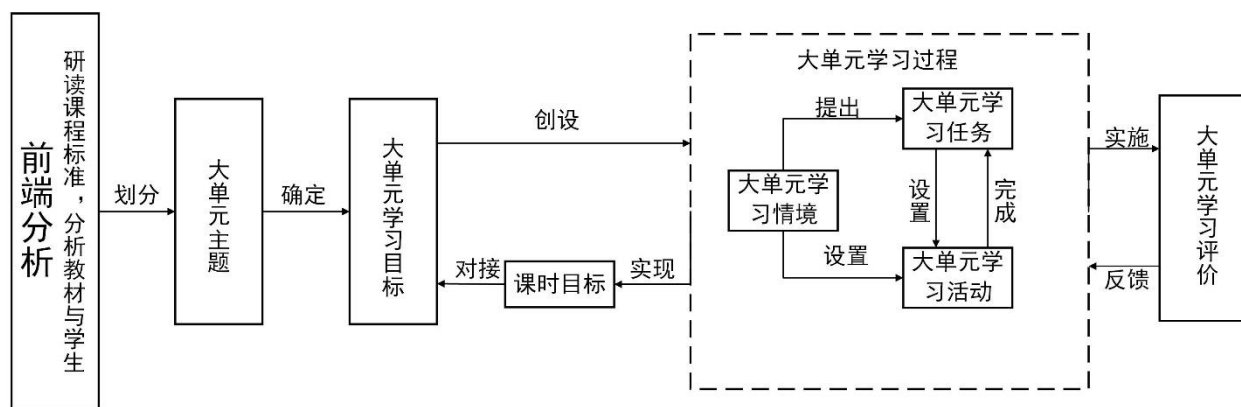 前端分析
研读课程标准，分析教材与学生
划分
大单元主题
确定
大单元学习目标
创设
对接
课时目标
实现
大单元学习过程
提出
大单元学
习任务
大单元学
习情境
设置
完成
设置
大单元学
习活动
实施
反馈
大单元学习评价